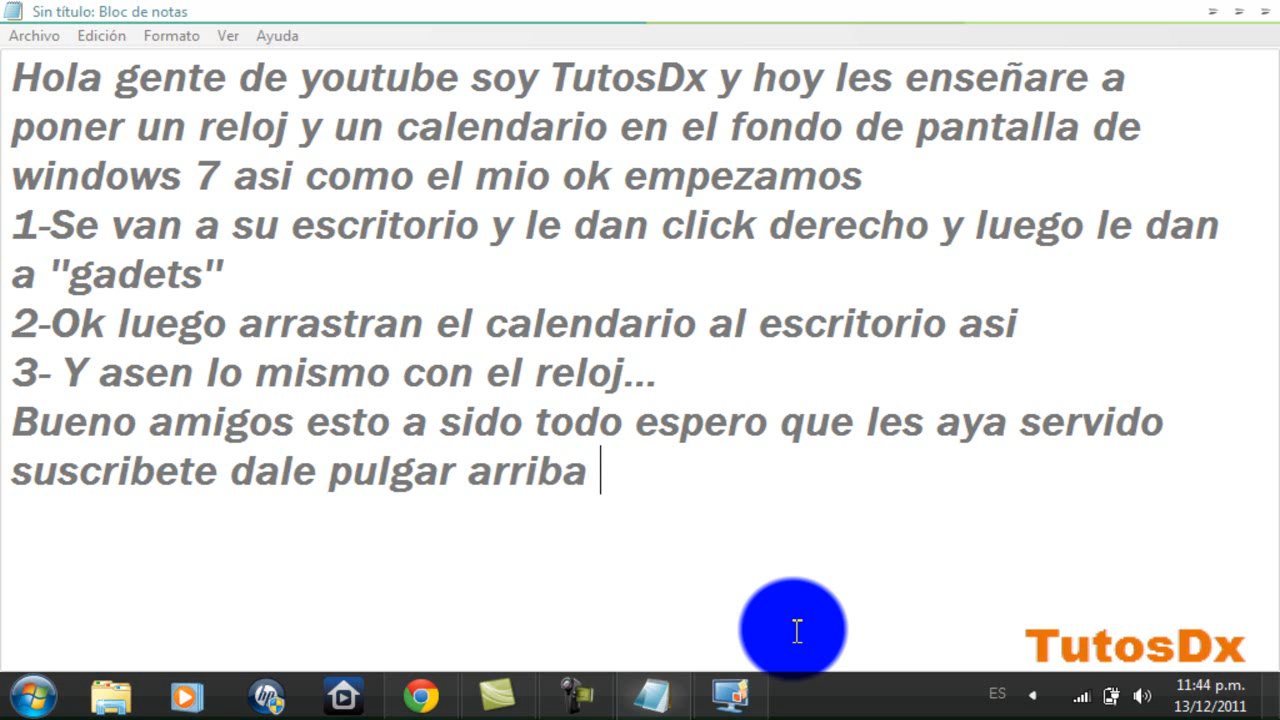 Sin título: Bloc de notas
Archivo Edición Formato Ver Ayuda
Hola gente de youtube soy TutosDx y hoy les enseñare a
poner un reloj y un calendario en el fondo de pantalla de
windows 7 asi como el mio ok empezamos
1-Se van a su escritorio y le dan click derecho y luego le dan
a "gadets"
2-Ok luego arrastran el calendario al escritorio asi
3- Y asen lo mismo con el reloj...
Bueno amigos esto a sido todo espero que les aya servido
suscribete dale pulgar arriba
TutosDx
hp
ES
11:44 p.m.
13/12/2011